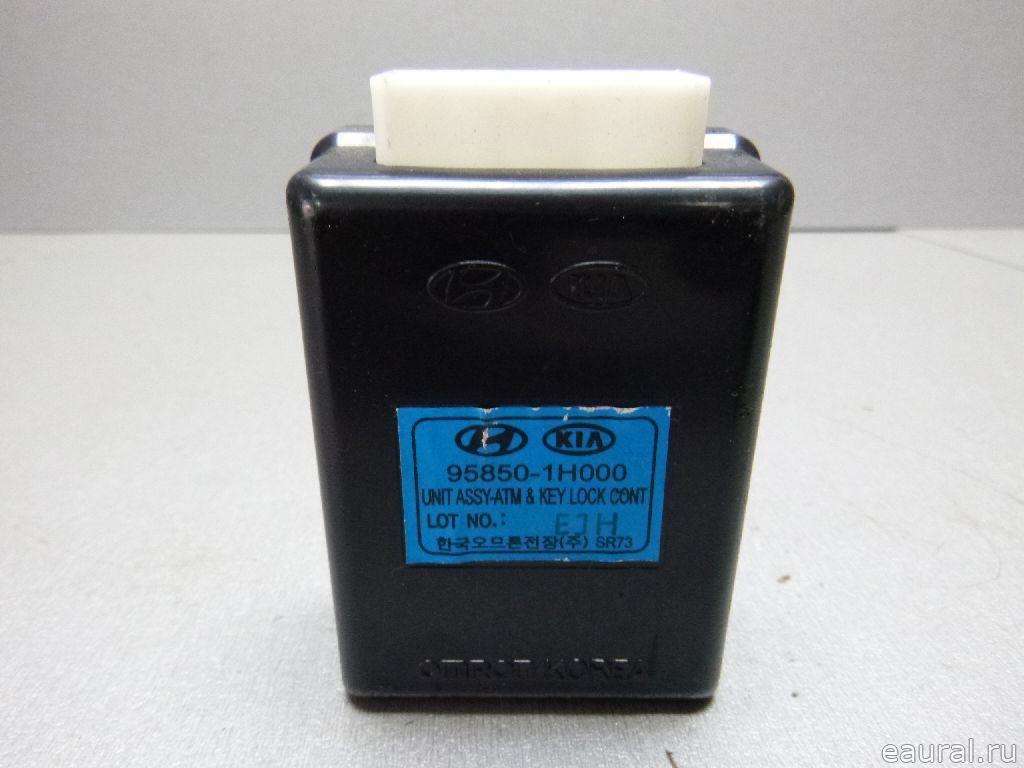 KIA
KIA
95850-1H000
UNIT ASSY-ATM & KEY LOCK CONT
LOT NO.: EJH
한국오므론전장(주) SR73
OMRON KOREA
eaural.ru